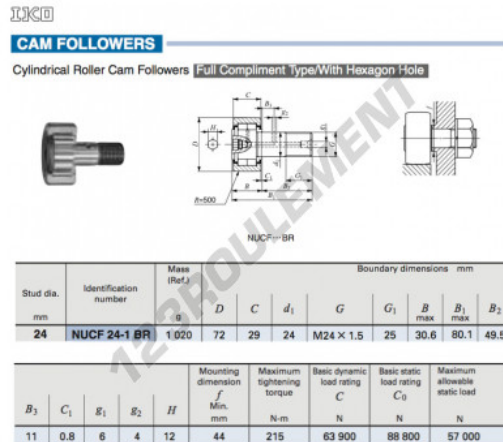 IKO
CAM FOLLOWERS
Cylindrical Roller Cam Followers Full Compliment Type/With Hexagon Hole
C
B3
g2
H
D
d1
g1
G
C1
G1
B
B2
B1
R=500
f
NUCF···BR
123ROULEMENT
Stud dia. mm Identification number Mass (Ref.) g Boundary dimensions mm
D C d1 G G1 B max B1 max B2
24 NUCF 24-1 BR 1 020 72 29 24 M24×1.5 25 30.6 80.1 49.5
B3 C1 g1 g2 H Mounting dimension f Min. mm Maximum tightening torque N-m Basic dynamic load rating C N Basic static load rating C0 N Maximum allowable static load N
11 0.8 6 4 12 44 215 63 900 88 800 57 000